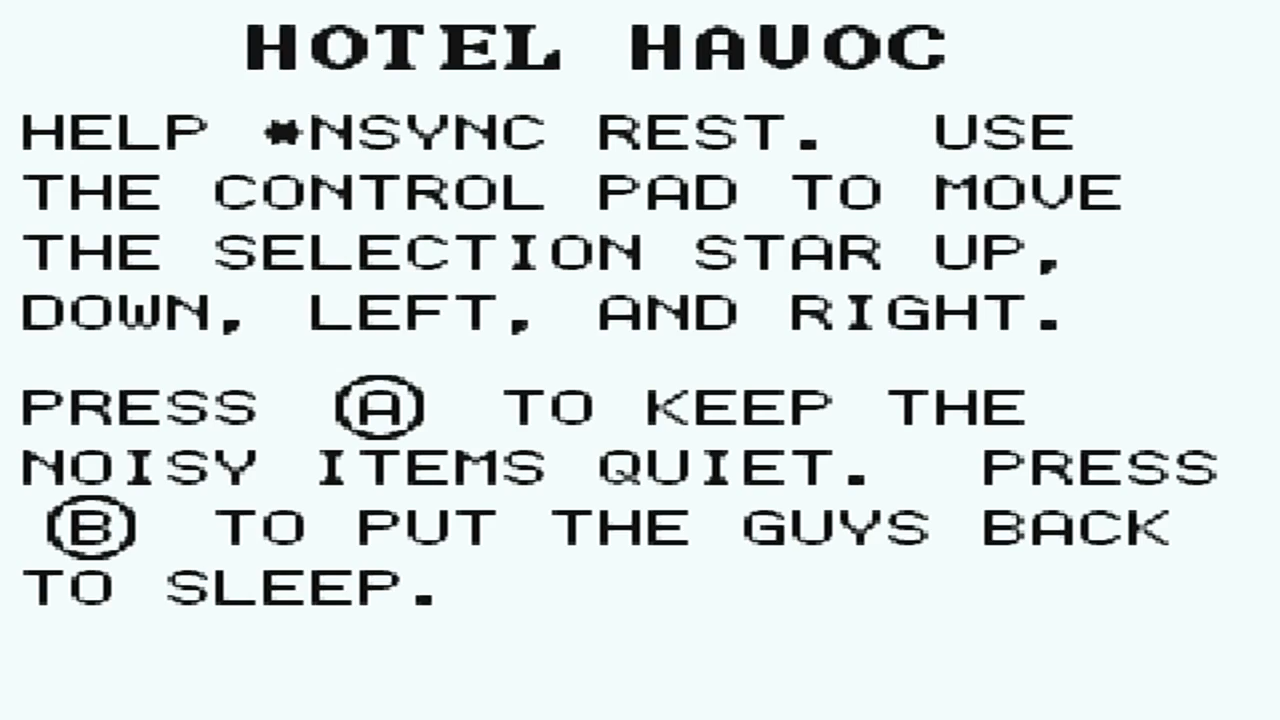 HOTEL HAVOC
HELP *NSYNC REST. USE
THE CONTROL PAD TO MOVE
THE SELECTION STAR UP,
DOWN, LEFT, AND RIGHT.
PRESS A TO KEEP THE
NOISY ITEMS QUIET. PRESS
B TO PUT THE GUYS BACK
TO SLEEP.